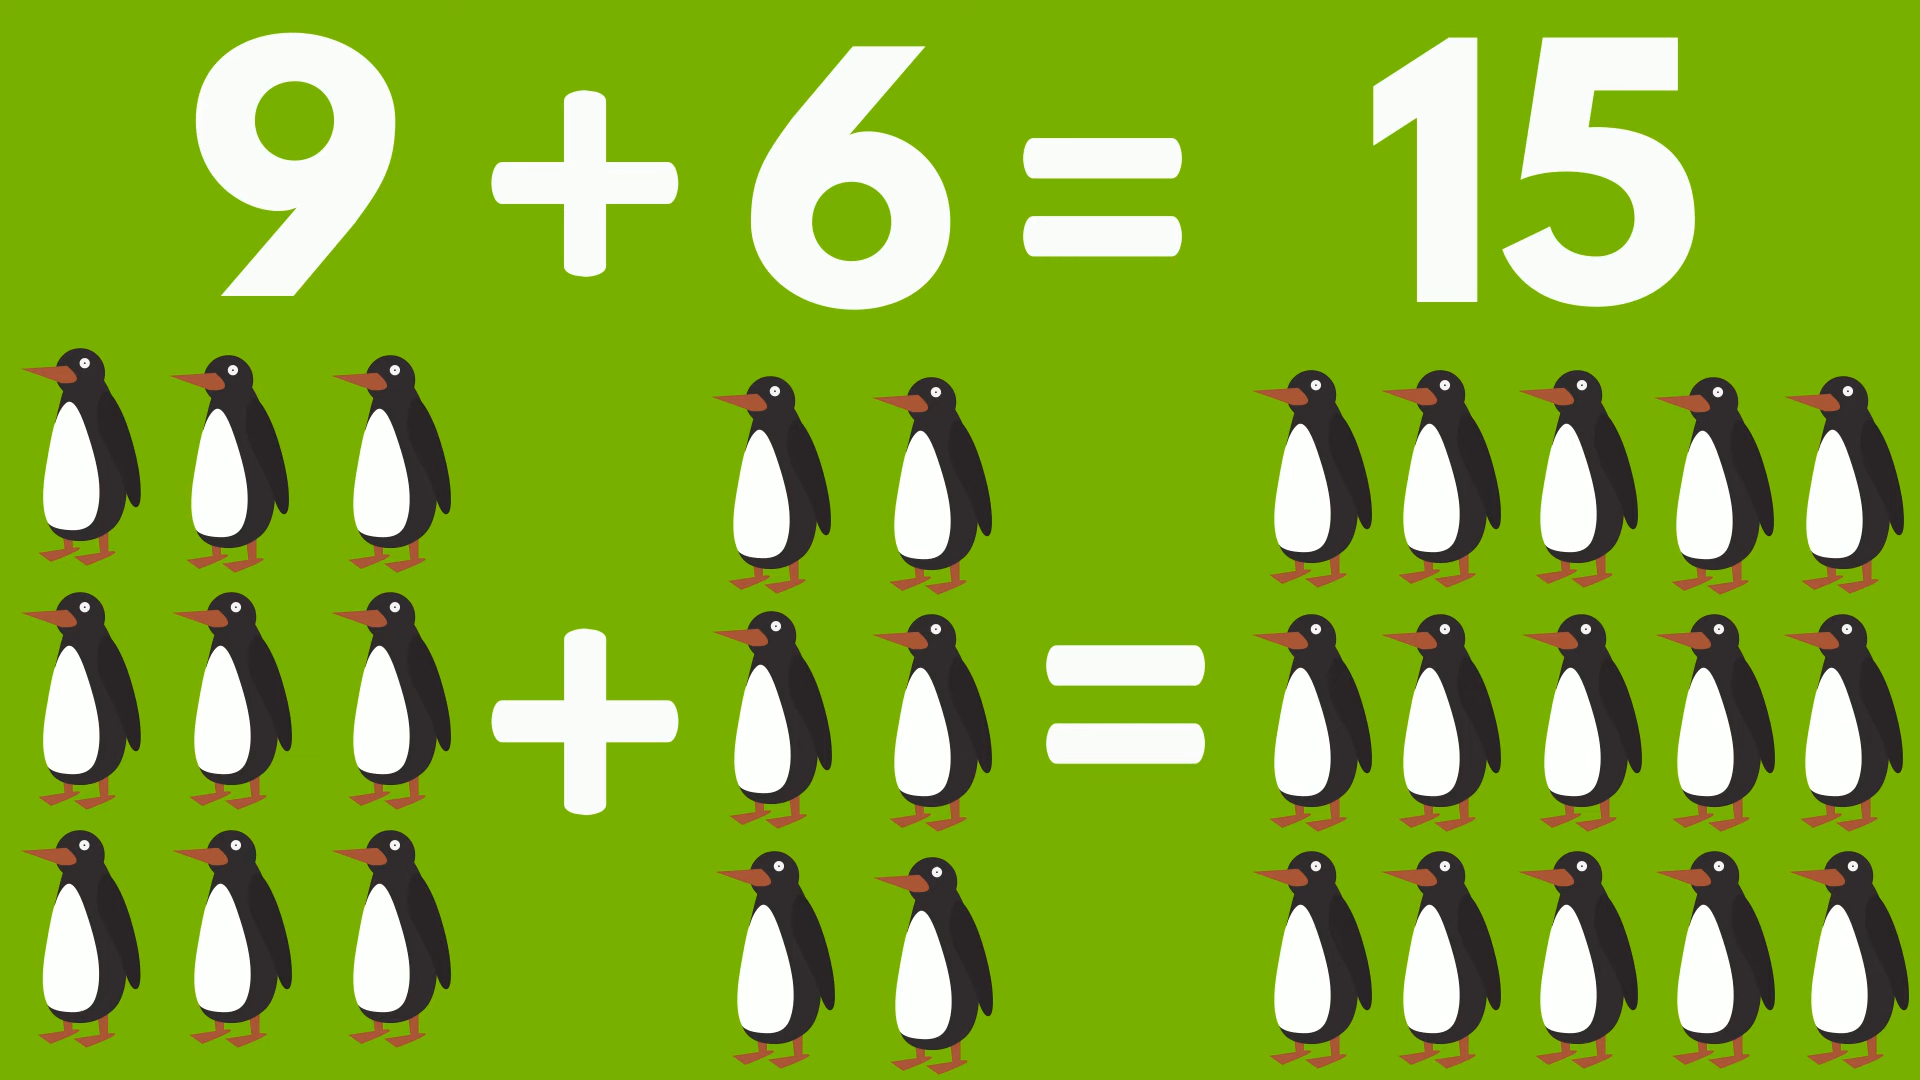 9 + 6 = 15
+ =